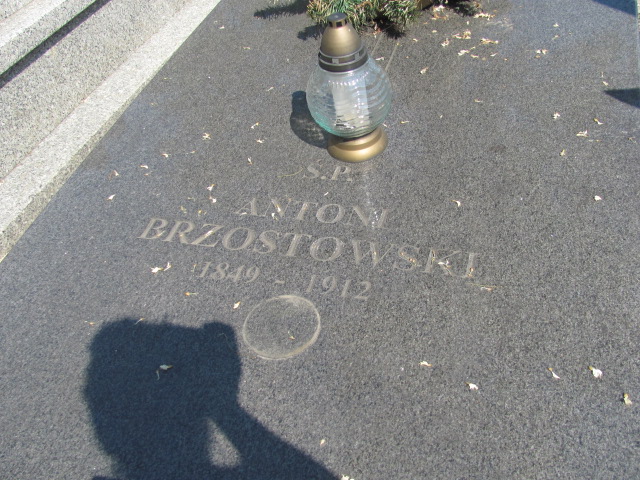 Ś.P.
ANTONI
BRZOSTOWSKI
1849 - 1912